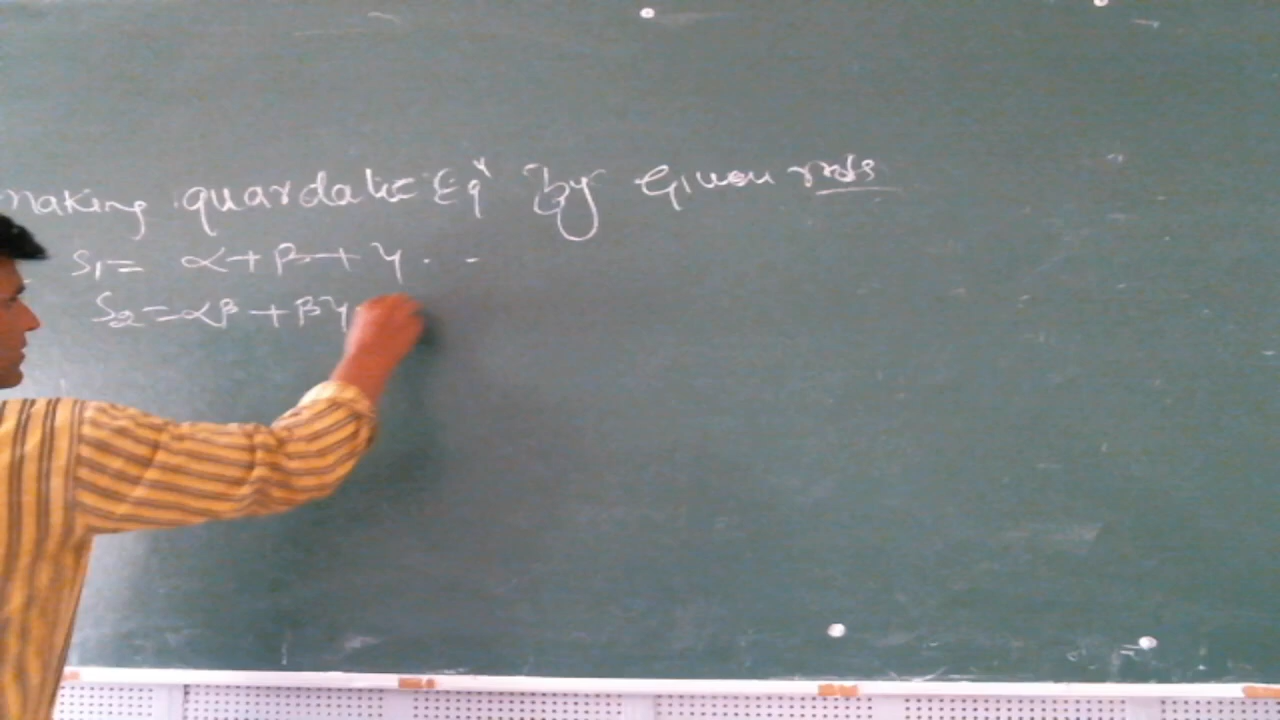 Making quardatic Eqⁿ By Given roots
S₁ = α + β + γ . . -
S₂ = αβ + βγ